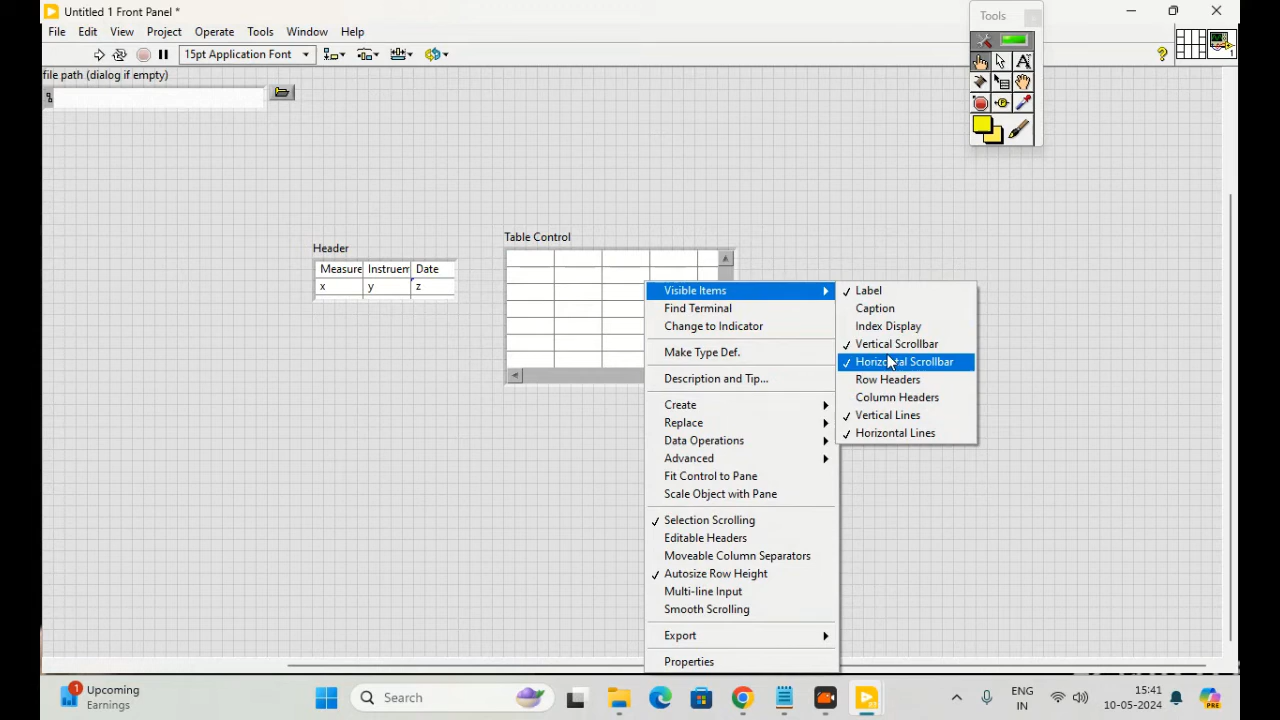 Untitled 1 Front Panel *
Tools
File Edit View Project Operate Tools Window Help
15pt Application Font
file path (dialog if empty)
Header
Measure Instruem Date
x y z
Table Control
Visible Items
Find Terminal
Change to Indicator
Make Type Def.
Description and Tip...
Create
Replace
Data Operations
Advanced
Fit Control to Pane
Scale Object with Pane
Selection Scrolling
Editable Headers
Moveable Column Separators
Autosize Row Height
Multi-line Input
Smooth Scrolling
Export
Properties
Label
Caption
Index Display
Vertical Scrollbar
Horizontal Scrollbar
Row Headers
Column Headers
Vertical Lines
Horizontal Lines
1
Upcoming
Earnings
Search
ENG
IN
15:41
10-05-2024
PRE